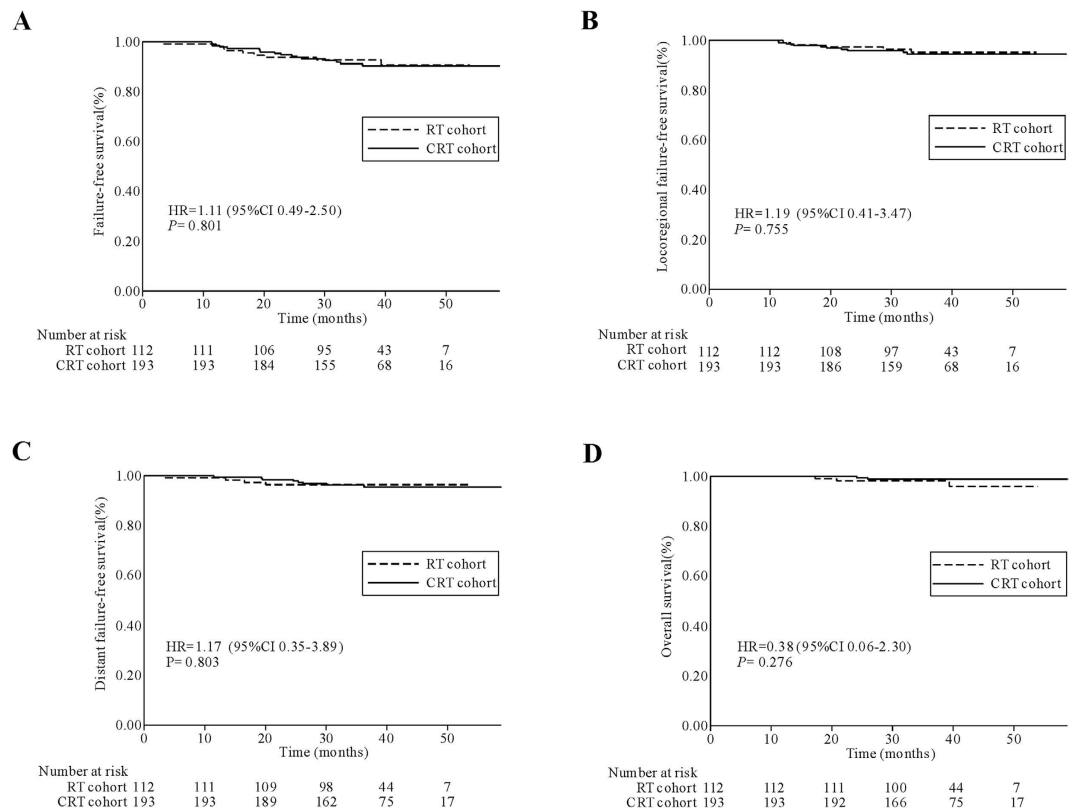 A
1.00
0.80
0.60
0.40
0.20
0.00
Failure-free survival(%)
RT cohort
CRT cohort
HR=1.11 (95%CI 0.49-2.50)
P= 0.801
0 10 20 30 40 50
Time (months)
Number at risk
RT cohort 112 111 106 95 43 7
CRT cohort 193 193 184 155 68 16
B
1.00
0.80
0.60
0.40
0.20
0.00
Locoregional failure-free survival(%)
RT cohort
CRT cohort
HR=1.19 (95%CI 0.41-3.47)
P= 0.755
0 10 20 30 40 50
Time (months)
Number at risk
RT cohort 112 112 108 97 43 7
CRT cohort 193 193 186 159 68 16
C
1.00
0.80
0.60
0.40
0.20
0.00
Distant failure-free survival(%)
RT cohort
CRT cohort
HR=1.17 (95%CI 0.35-3.89)
P= 0.803
0 10 20 30 40 50
Time (months)
Number at risk
RT cohort 112 111 109 98 44 7
CRT cohort 193 193 189 162 75 17
D
1.00
0.80
0.60
0.40
0.20
0.00
Overall survival(%)
RT cohort
CRT cohort
HR=0.38 (95%CI 0.06-2.30)
P= 0.276
0 10 20 30 40 50
Time (months)
Number at risk
RT cohort 112 112 111 100 44 7
CRT cohort 193 193 192 166 75 17